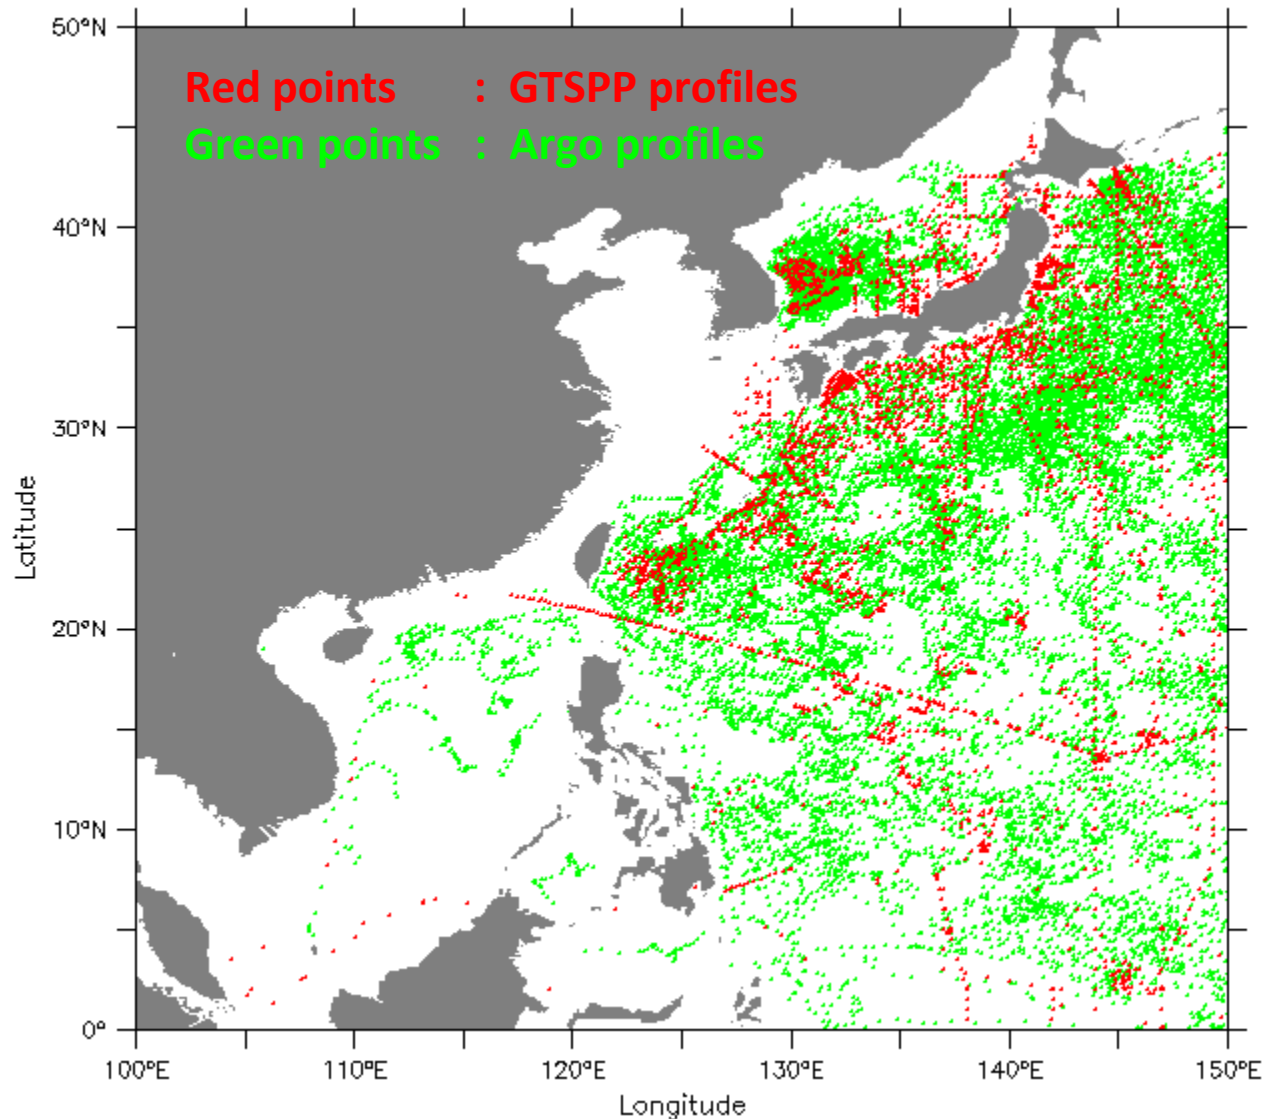 50°N
Red points : GTSPP profiles
Green points : Argo profiles
40°N
30°N
Latitude
20°N
10°N
0°
100°E 110°E 120°E 130°E 140°E 150°E
Longitude